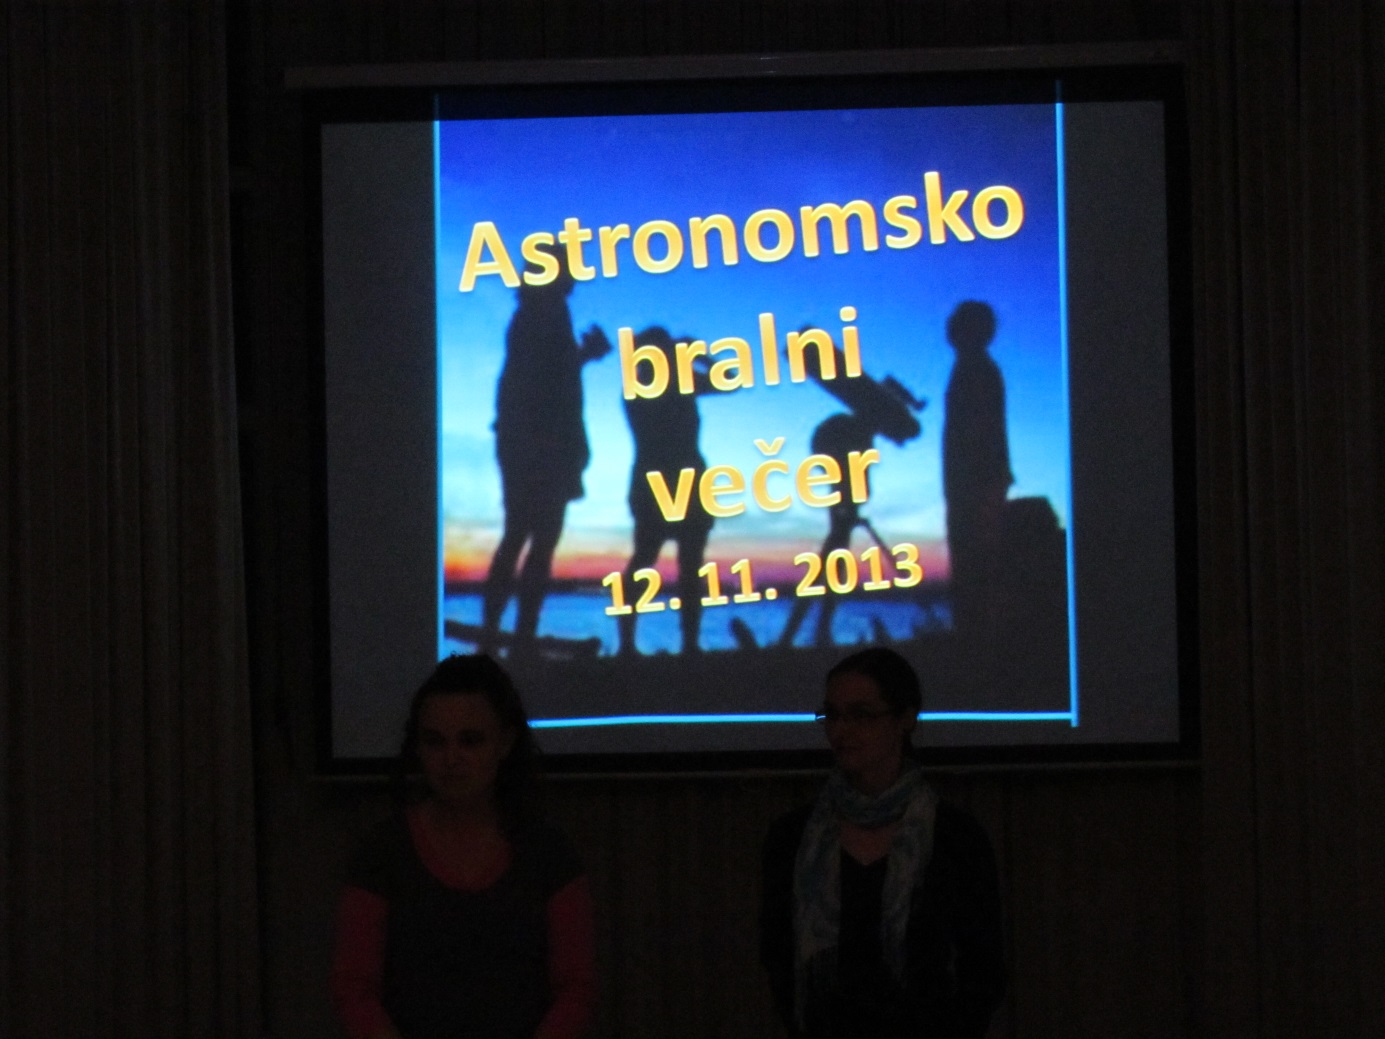 Astronomsko
bralni
večer
12. 11. 2013